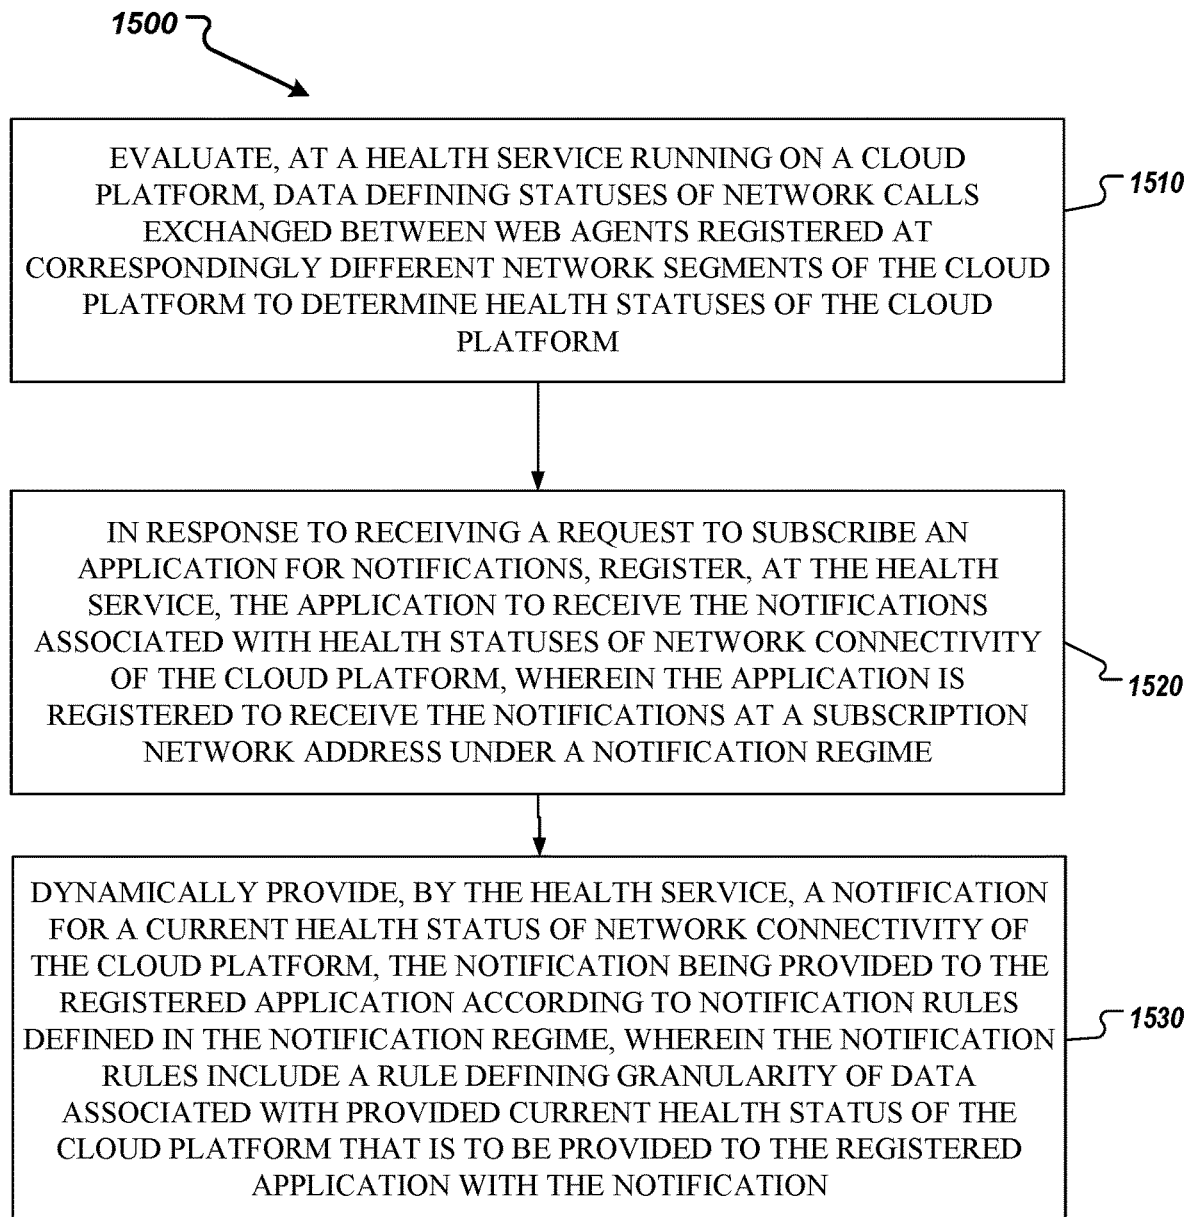 1500
EVALUATE, AT A HEALTH SERVICE RUNNING ON A CLOUD
PLATFORM, DATA DEFINING STATUSES OF NETWORK CALLS
EXCHANGED BETWEEN WEB AGENTS REGISTERED AT
CORRESPONDINGLY DIFFERENT NETWORK SEGMENTS OF THE CLOUD
PLATFORM TO DETERMINE HEALTH STATUSES OF THE CLOUD
PLATFORM
1510
IN RESPONSE TO RECEIVING A REQUEST TO SUBSCRIBE AN
APPLICATION FOR NOTIFICATIONS, REGISTER, AT THE HEALTH
SERVICE, THE APPLICATION TO RECEIVE THE NOTIFICATIONS
ASSOCIATED WITH HEALTH STATUSES OF NETWORK CONNECTIVITY
OF THE CLOUD PLATFORM, WHEREIN THE APPLICATION IS
REGISTERED TO RECEIVE THE NOTIFICATIONS AT A SUBSCRIPTION
NETWORK ADDRESS UNDER A NOTIFICATION REGIME
1520
DYNAMICALLY PROVIDE, BY THE HEALTH SERVICE, A NOTIFICATION
FOR A CURRENT HEALTH STATUS OF NETWORK CONNECTIVITY OF
THE CLOUD PLATFORM, THE NOTIFICATION BEING PROVIDED TO THE
REGISTERED APPLICATION ACCORDING TO NOTIFICATION RULES
DEFINED IN THE NOTIFICATION REGIME, WHEREIN THE NOTIFICATION
RULES INCLUDE A RULE DEFINING GRANULARITY OF DATA
ASSOCIATED WITH PROVIDED CURRENT HEALTH STATUS OF THE
CLOUD PLATFORM THAT IS TO BE PROVIDED TO THE REGISTERED
APPLICATION WITH THE NOTIFICATION
1530